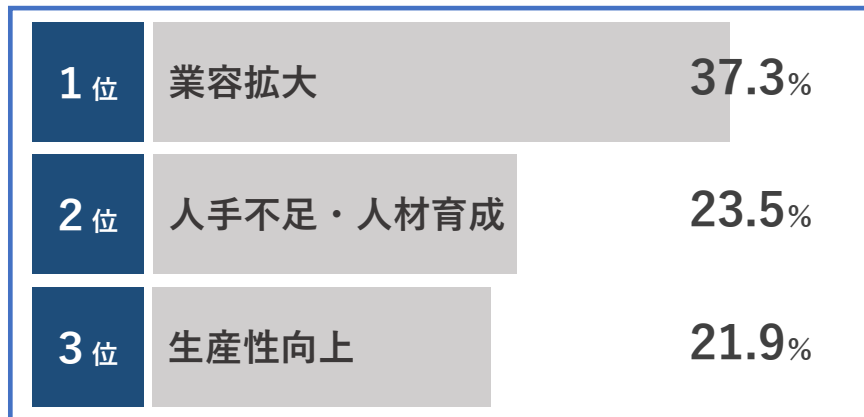 1位 業容拡大 37.3%
2位 人手不足・人材育成 23.5%
3位 生産性向上 21.9%